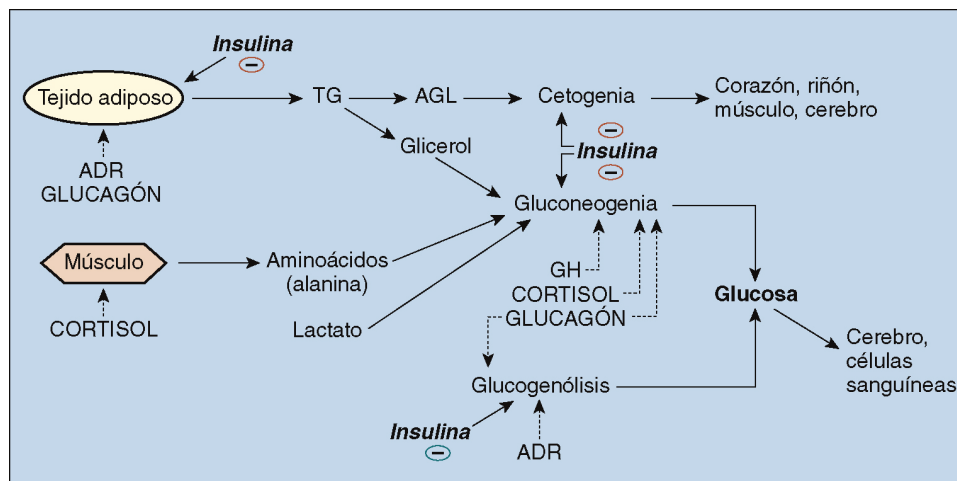 Insulina
−
Tejido adiposo
TG
AGL
Cetogenia
Corazón, riñón,
músculo, cerebro
ADR
GLUCAGÓN
Glicerol
−
Insulina
−
Gluconeogenia
Músculo
Aminoácidos
(alanina)
CORTISOL
Lactato
GH
CORTISOL
GLUCAGÓN
Glucosa
Cerebro,
células
sanguíneas
Glucogenólisis
Insulina
−
ADR